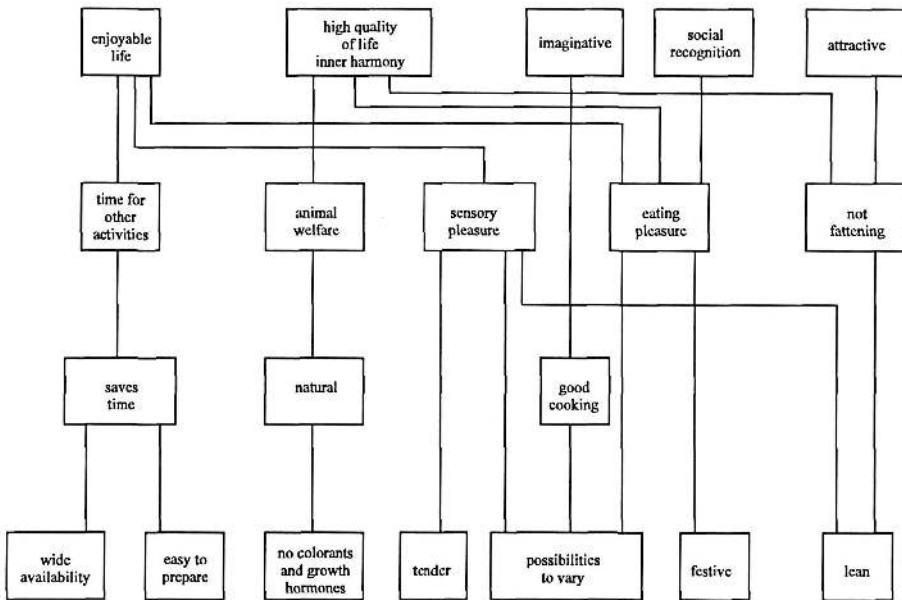 enjoyable
life
high quality
of life
inner harmony
imaginative
social
recognition
attractive
time for
other
activities
animal
welfare
sensory
pleasure
eating
pleasure
not
fattening
saves
time
natural
good
cooking
wide
availability
easy to
prepare
no colorants
and growth
hormones
tender
possibilities
to vary
festive
lean